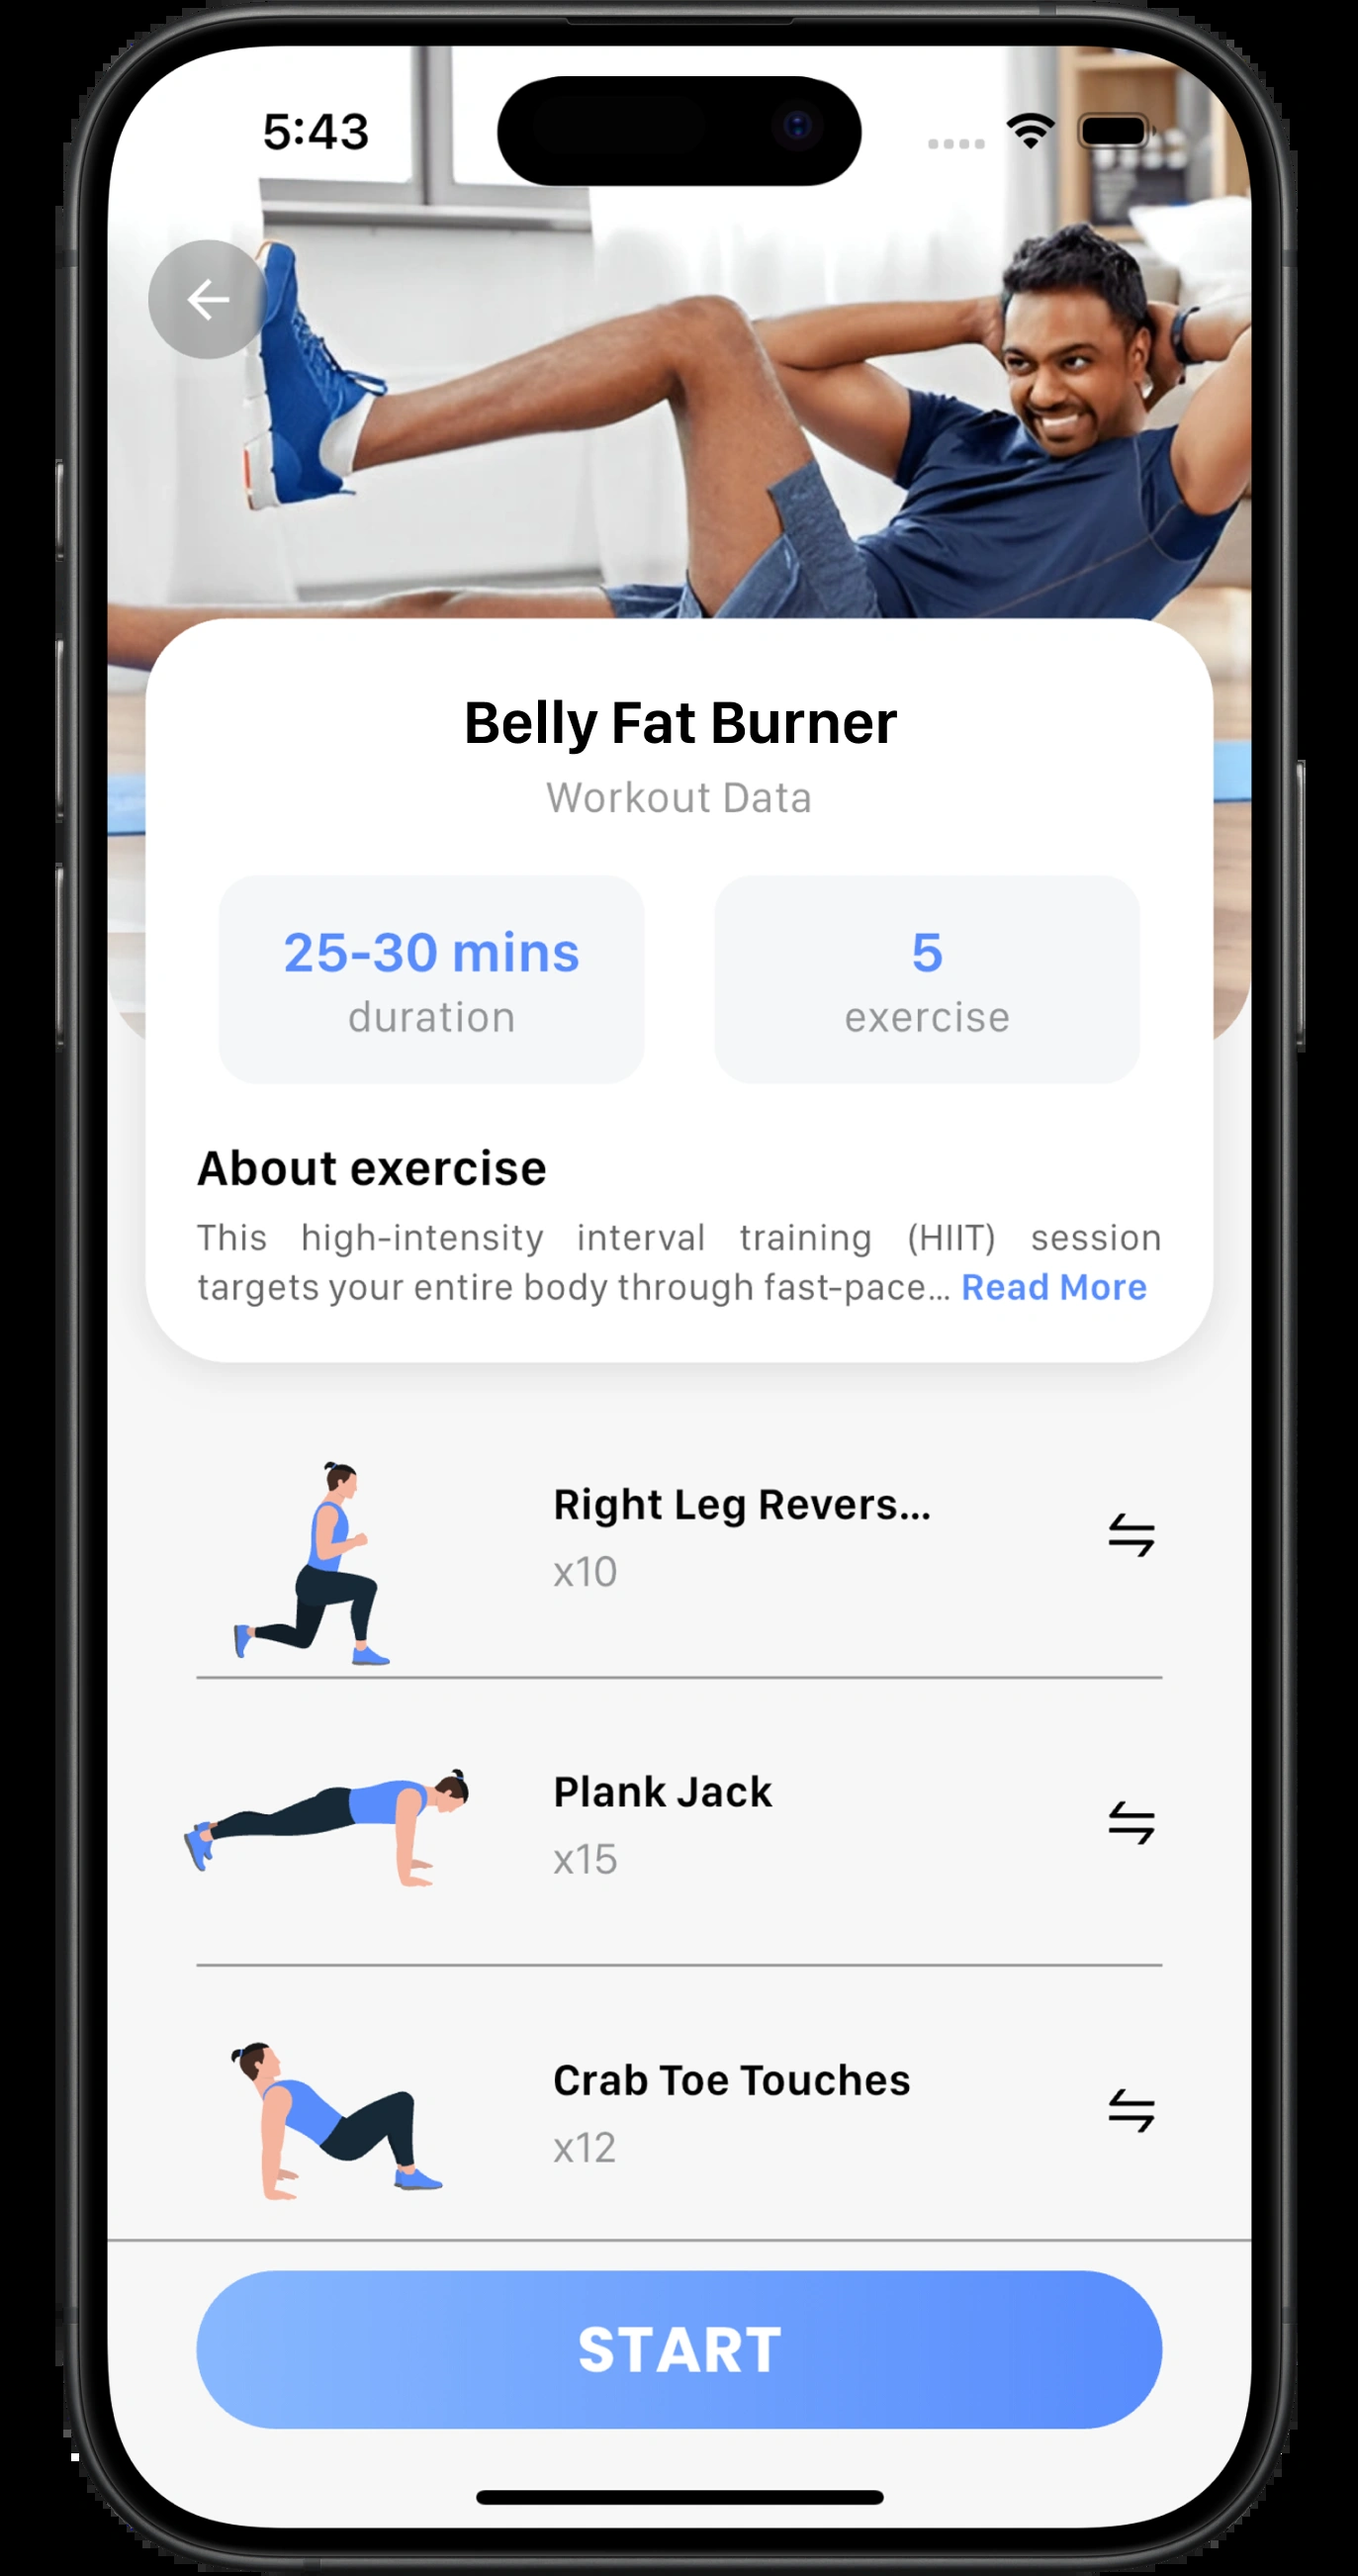 5:43
Belly Fat Burner
Workout Data
25-30 mins
duration
5
exercise
About exercise
This high-intensity interval training (HIIT) session
targets your entire body through fast-pace... Read More
Right Leg Revers...
x10
Plank Jack
x15
Crab Toe Touches
x12
START